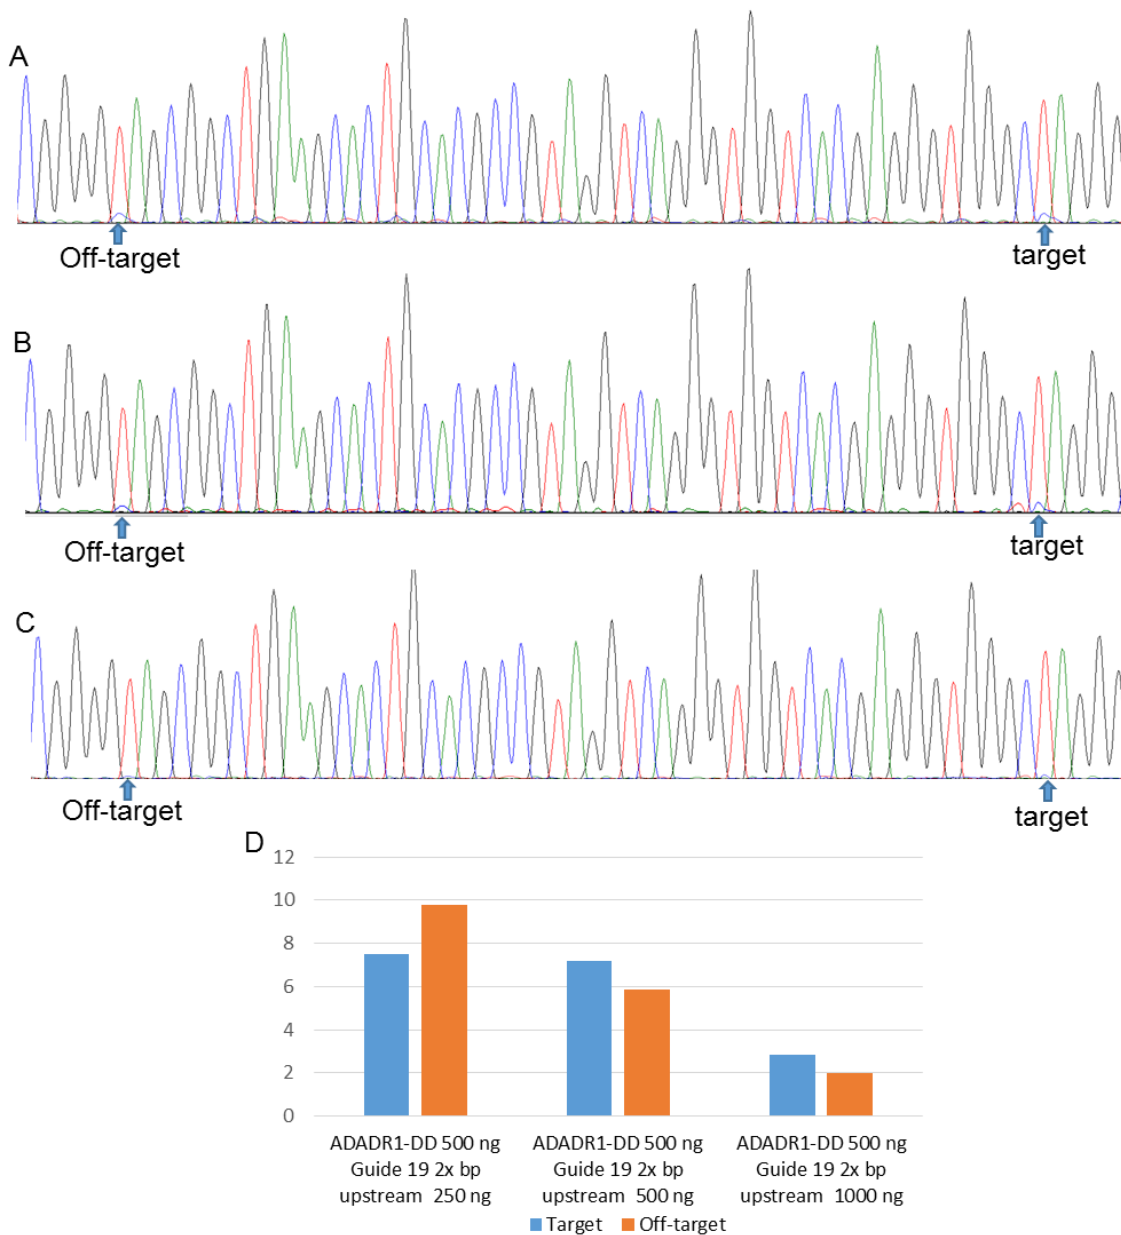 A
Off-target
target
B
Off-target
target
C
Off-target
target
D
12
10
8
6
4
2
0
ADADR1-DD 500 ng
Guide 19 2x bp
upstream 250 ng
ADADR1-DD 500 ng
Guide 19 2x bp
upstream 500 ng
ADADR1-DD 500 ng
Guide 19 2x bp
upstream 1000 ng
Target
Off-target